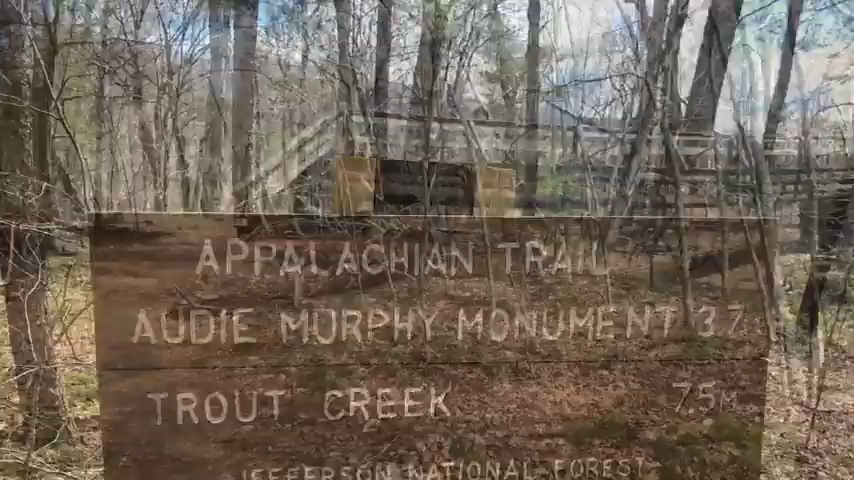 APPALACHIAN TRAIL
AUDIE MURPHY MONUMENT 3.7
TROUT CREEK 7.5M
JEFFERSON NATIONAL FOREST